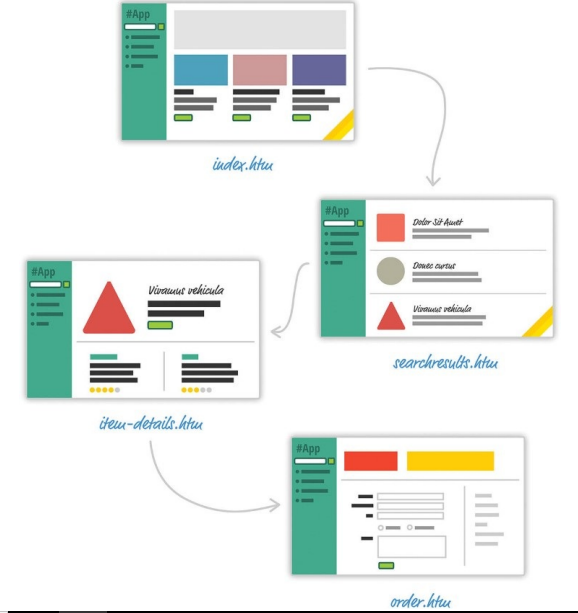 #App
index.htm
#App
Dolor Sit Amet
Donec cursus
Vivamus vehicula
searchresults.htm
#App
Vivamus vehicula
item-details.htm
#App
order.htm